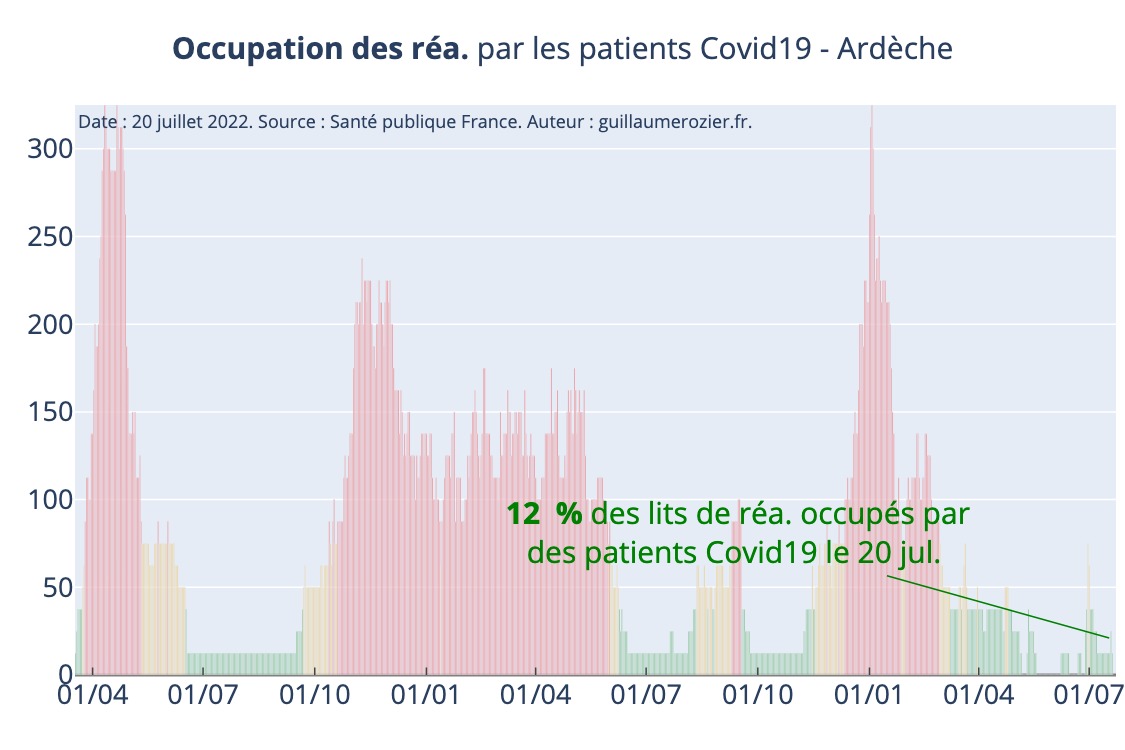 Occupation des réa. par les patients Covid19 - Ardèche
Date : 20 juillet 2022. Source : Santé publique France. Auteur : guillaumerozier.fr.
300
250
200
150
100
50
0
12 % des lits de réa. occupés par
des patients Covid19 le 20 jul.
01/04 01/07 01/10 01/01 01/04 01/07 01/10 01/01 01/04 01/07